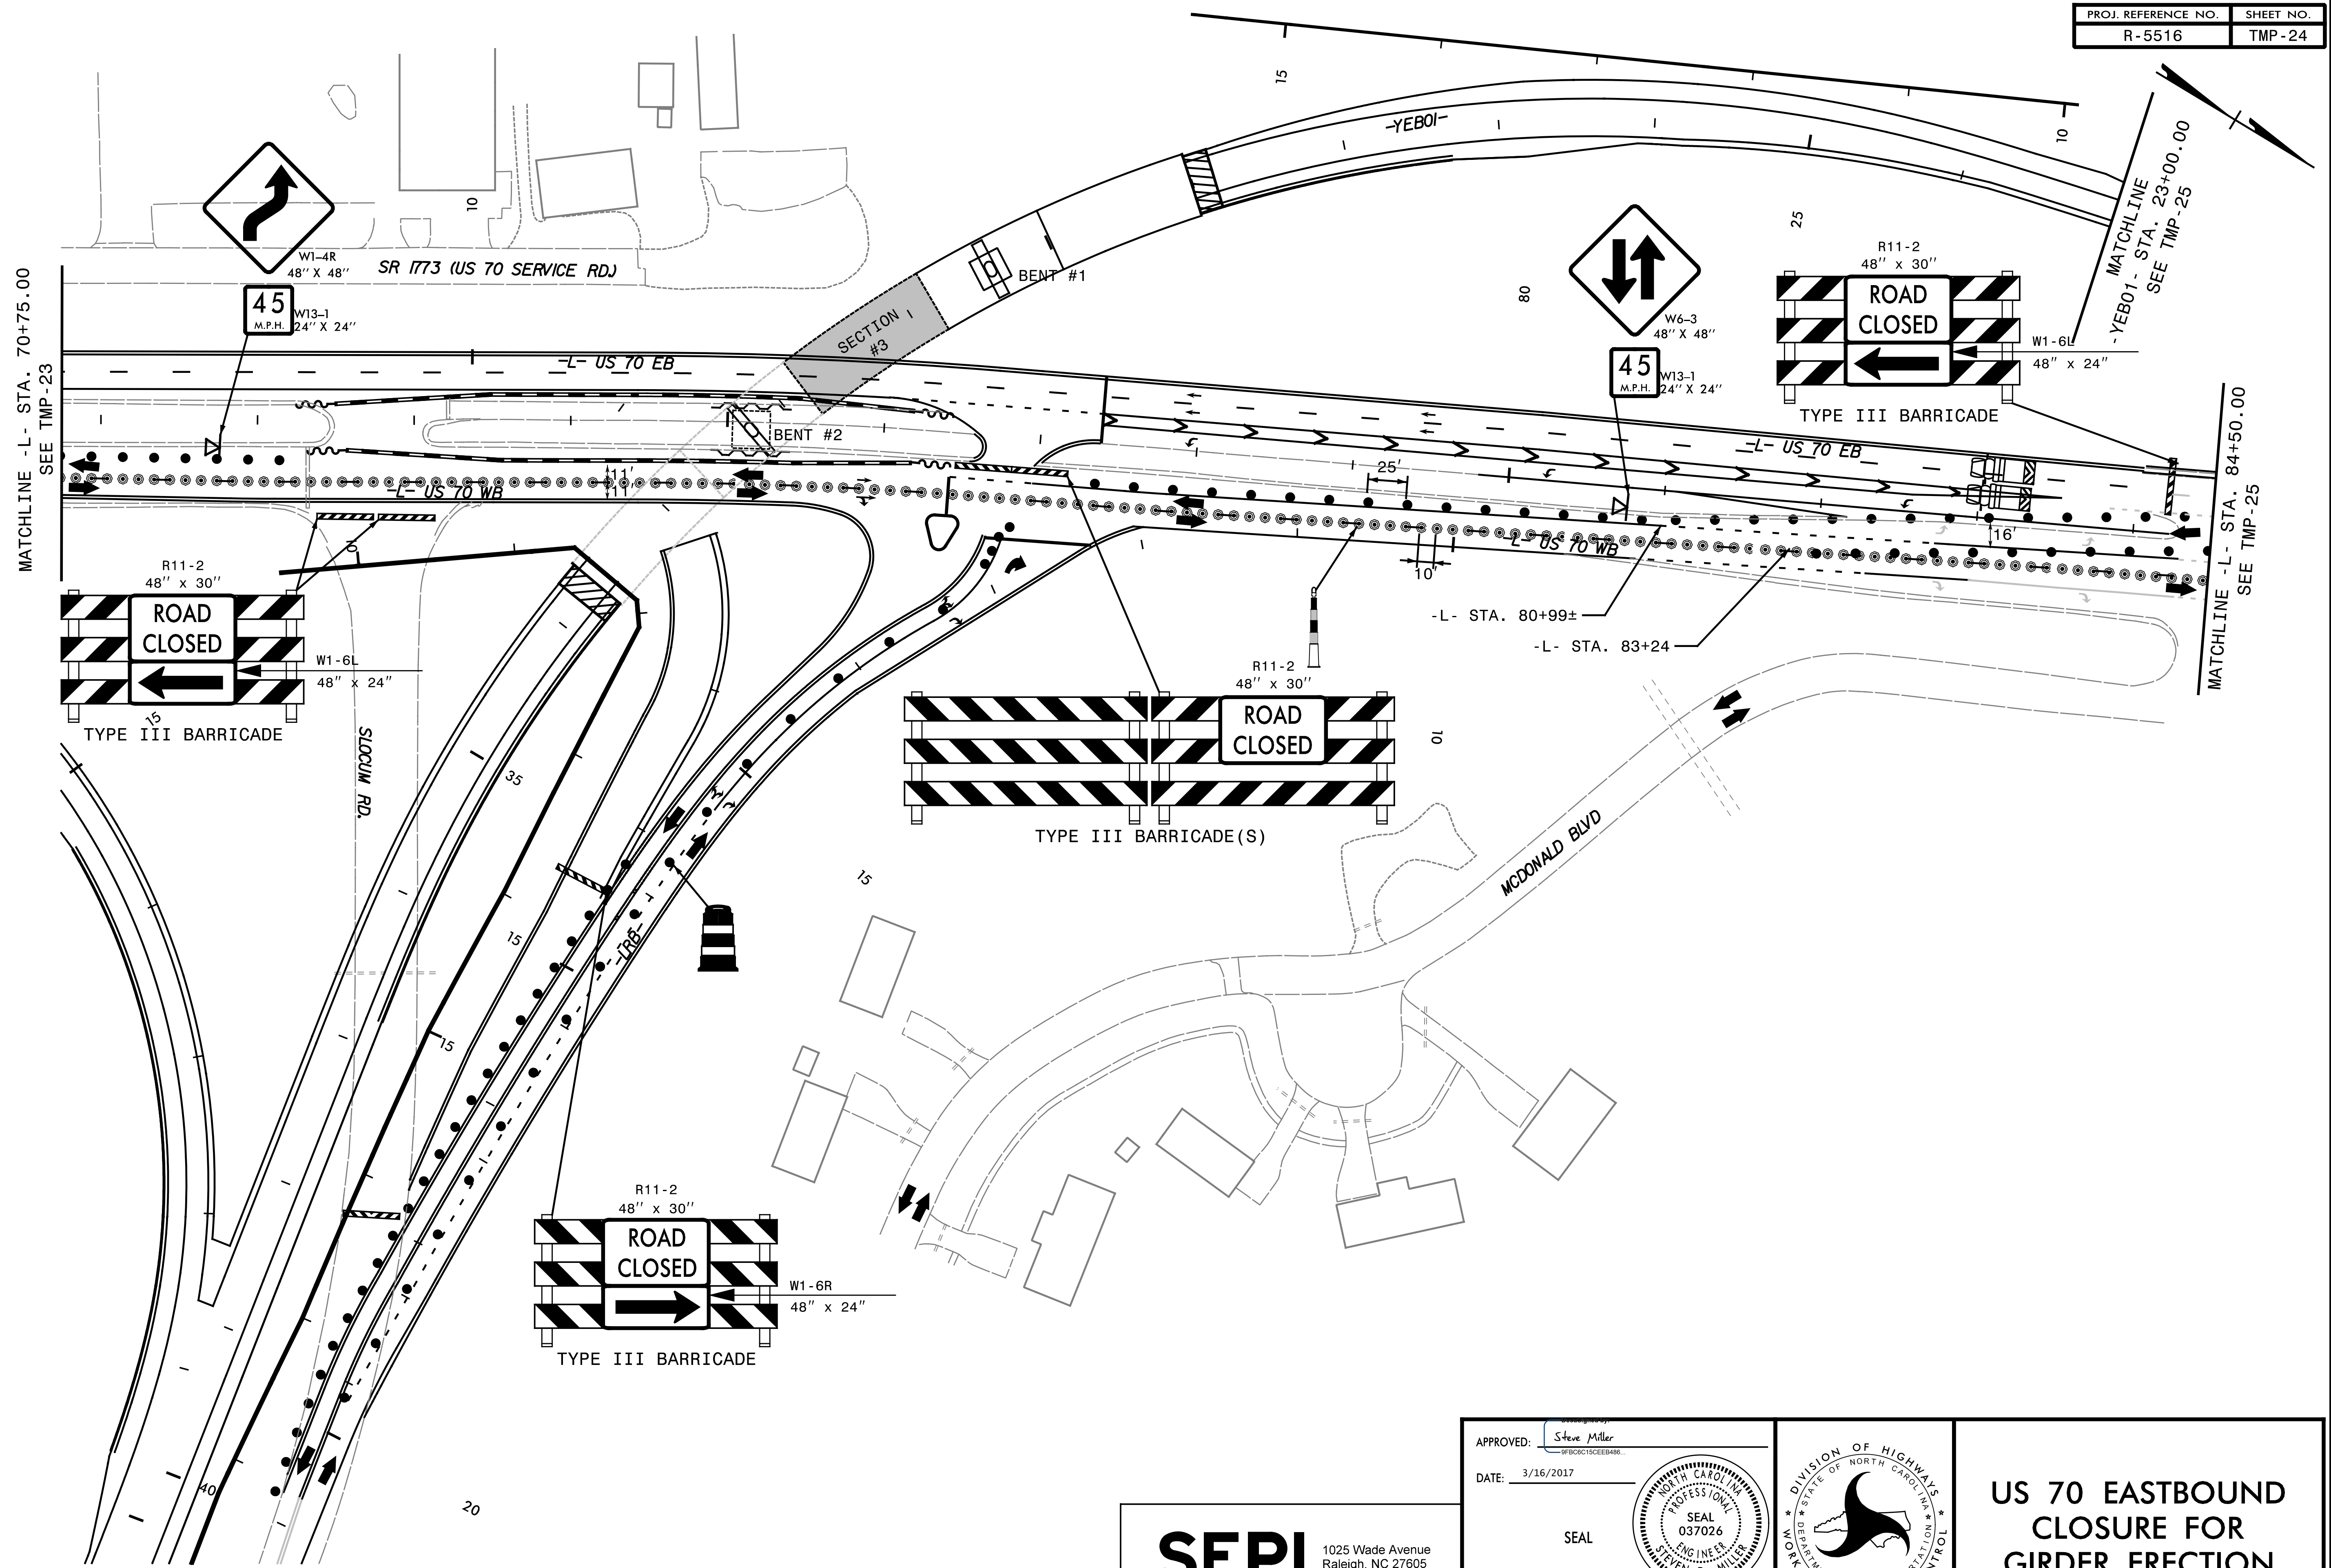 PROJ. REFERENCE NO.
SHEET NO.
R-5516
TMP-24
15
-YEB01-
10
MATCHLINE
-YEB01- STA. 23+00.00
SEE TMP-25
10
W1-4R
48" X 48"
SR 1773 (US 70 SERVICE RD.)
BENT #1
80
25
W6-3
48" X 48"
R11-2
48" x 30"
ROAD
CLOSED
W1-6L
48" x 24"
TYPE III BARRICADE
MATCHLINE -L- STA. 70+75.00
SEE TMP-23
45
M.P.H.
W13-1
24" X 24"
SECTION
#3
45
M.P.H.
W13-1
24" X 24"
-L- US 70 EB
BENT #2
-L- US 70 EB
MATCHLINE -L- STA. 84+50.00
SEE TMP-25
11'
11'
-L- US 70 WB
25'
16'
-L- US 70 WB
10'
10
-L- STA. 80+99±
-L- STA. 83+24
R11-2
48" x 30"
ROAD
CLOSED
W1-6L
48" x 24"
15
TYPE III BARRICADE
SLOCUM RD.
35
R11-2
48" x 30"
ROAD
CLOSED
TYPE III BARRICADE(S)
10
MCDONALD BLVD
15
15
-LRB-
15
15
R11-2
48" x 30"
ROAD
CLOSED
W1-6R
48" x 24"
TYPE III BARRICADE
40
20
SEPI
1025 Wade Avenue
Raleigh, NC 27605
APPROVED:
Steve Miller
9FBC6C15CEEB486...
DATE:
3/16/2017
SEAL
NORTH CAROLINA
PROFESSIONAL
SEAL
037026
ENGINEER
DIVISION OF HIGHWAYS
STATE OF NORTH CAROLINA
US 70 EASTBOUND
CLOSURE FOR
GIRDER ERECTION